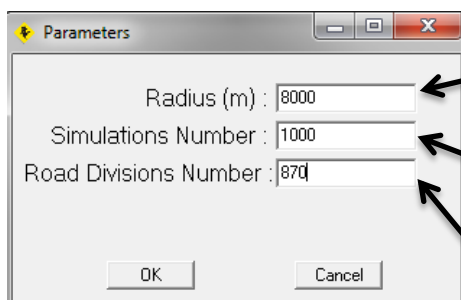 Parameters
Radius (m) : 8000
Simulations Number : 1000
Road Divisions Number : 870
OK Cancel